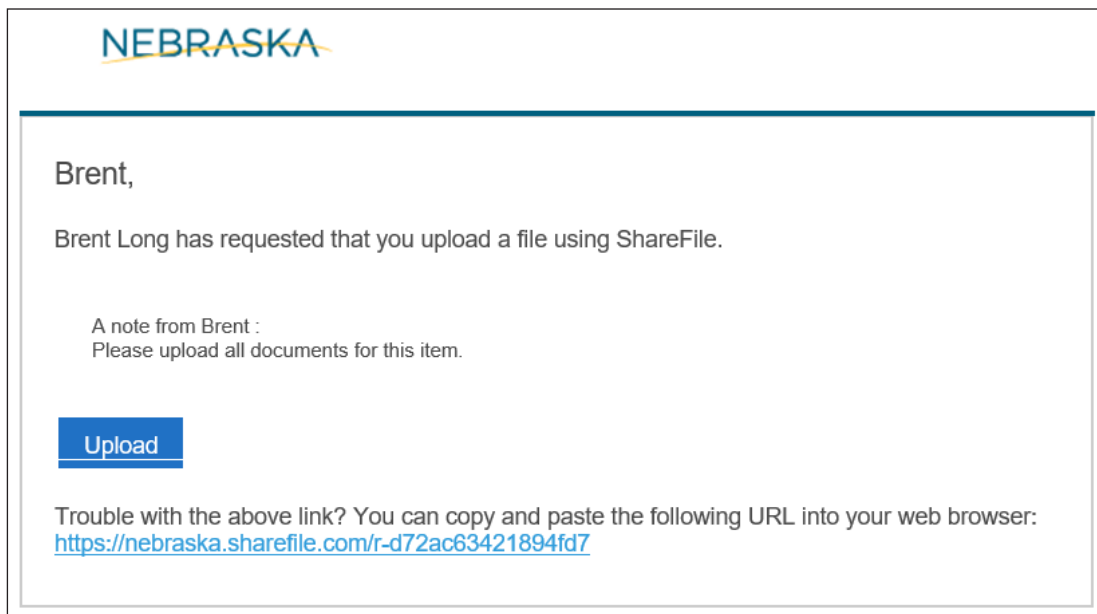 NEBRASKA
Brent,
Brent Long has requested that you upload a file using ShareFile.
A note from Brent :
Please upload all documents for this item.
Upload
Trouble with the above link? You can copy and paste the following URL into your web browser:
https://nebraska.sharefile.com/r-d72ac63421894fd7